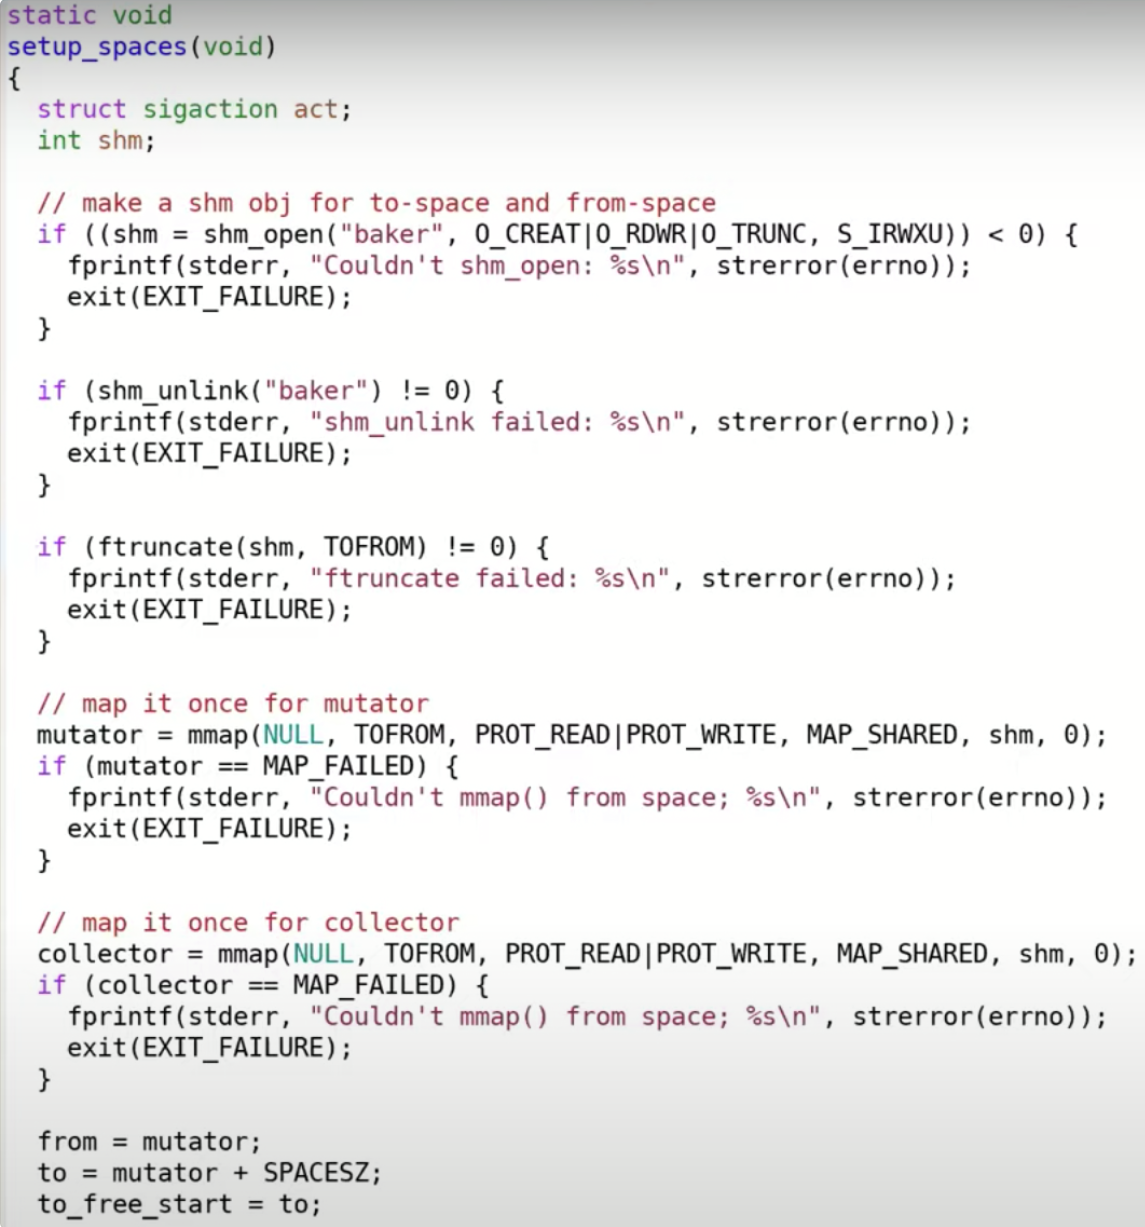 static void
setup_spaces(void)
{
  struct sigaction act;
  int shm;

  // make a shm obj for to-space and from-space
  if ((shm = shm_open("baker", O_CREAT|O_RDWR|O_TRUNC, S_IRWXU)) < 0) {
    fprintf(stderr, "Couldn't shm_open: %s\n", strerror(errno));
    exit(EXIT_FAILURE);
  }

  if (shm_unlink("baker") != 0) {
    fprintf(stderr, "shm_unlink failed: %s\n", strerror(errno));
    exit(EXIT_FAILURE);
  }

  if (ftruncate(shm, TOFROM) != 0) {
    fprintf(stderr, "ftruncate failed: %s\n", strerror(errno));
    exit(EXIT_FAILURE);
  }

  // map it once for mutator
  mutator = mmap(NULL, TOFROM, PROT_READ|PROT_WRITE, MAP_SHARED, shm, 0);
  if (mutator == MAP_FAILED) {
    fprintf(stderr, "Couldn't mmap() from space; %s\n", strerror(errno));
    exit(EXIT_FAILURE);
  }

  // map it once for collector
  collector = mmap(NULL, TOFROM, PROT_READ|PROT_WRITE, MAP_SHARED, shm, 0);
  if (collector == MAP_FAILED) {
    fprintf(stderr, "Couldn't mmap() from space; %s\n", strerror(errno));
    exit(EXIT_FAILURE);
  }

  from = mutator;
  to = mutator + SPACESZ;
  to_free_start = to;